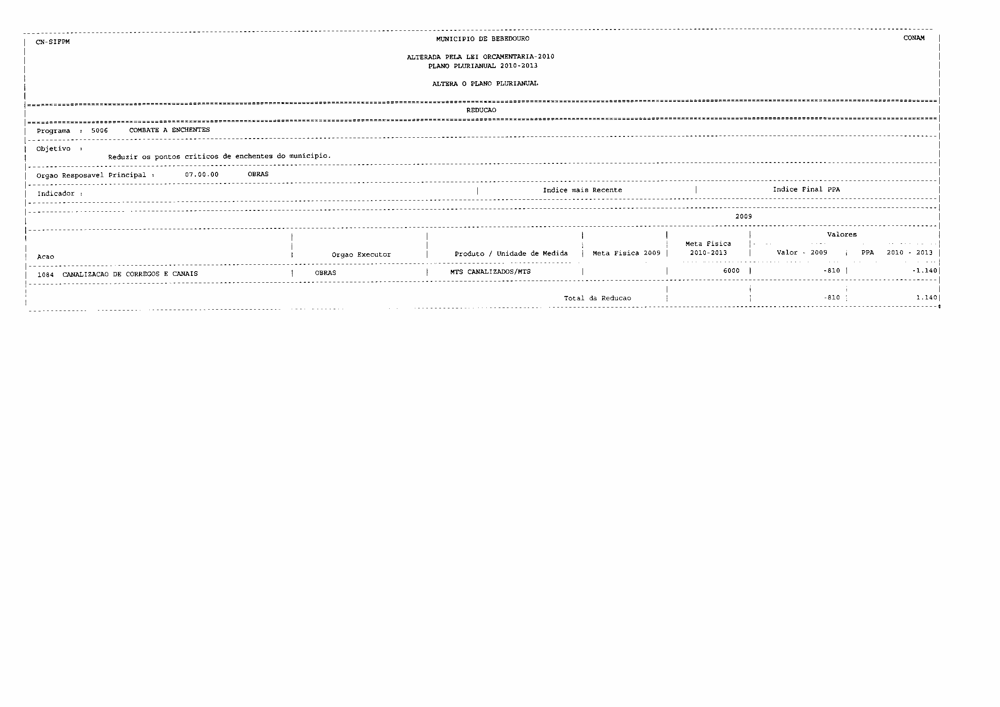 CN-SIFPM MUNICIPIO DE BEBEDOURO CONAM
ALTERADA PELA LEI ORCAMENTARIA-2010
PLANO PLURIANUAL 2010-2013
ALTERA O PLANO PLURIANUAL
REDUCAO
Programa : 5006 COMBATE A ENCHENTES
Objetivo :
Reduzir os pontos criticos de enchentes do municipio.
Orgao Resposavel Principal : 07.00.00 OBRAS
Indicador : | Indice mais Recente | Indice Final PPA
2009
Valores
Meta Fisica
Acao | Orgao Executor | Produto / Unidade de Medida | Meta Fisica 2009 | 2010-2013 | Valor - 2009 | PPA 2010 - 2013
1084 CANALIZACAO DE CORREGOS E CANAIS | OBRAS | MTS CANALIZADOS/MTS | | 6000 | -810 | -1.140
Total da Reducao | | -810 | 1.140